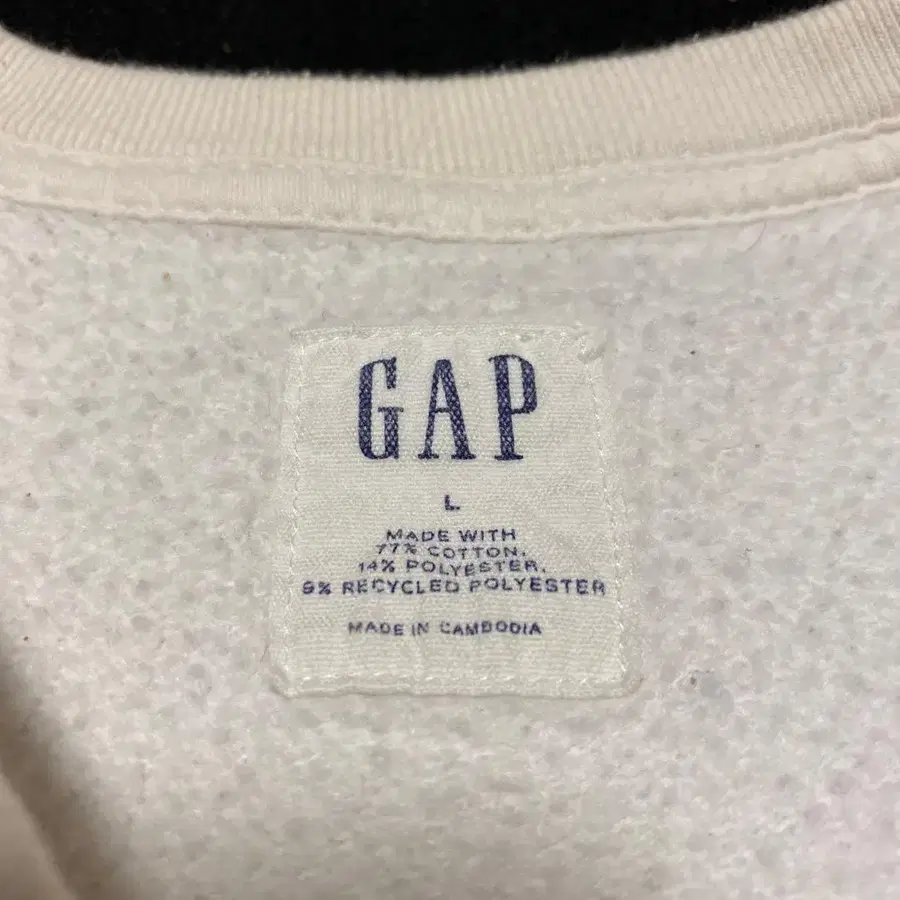 GAP
L
MADE WITH
77% COTTON,
14% POLYESTER,
9% RECYCLED POLYESTER
MADE IN CAMBODIA